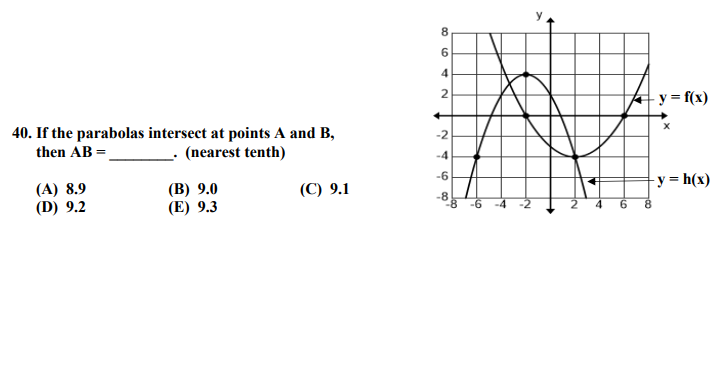 40. If the parabolas intersect at points A and B,
then AB = ____________. (nearest tenth)
(A) 8.9 (B) 9.0 (C) 9.1
(D) 9.2 (E) 9.3
y
8
6
4
2
-2
-4
-6
-8
-8 -6 -4 -2 2 4 6 8
x
y = f(x)
y = h(x)